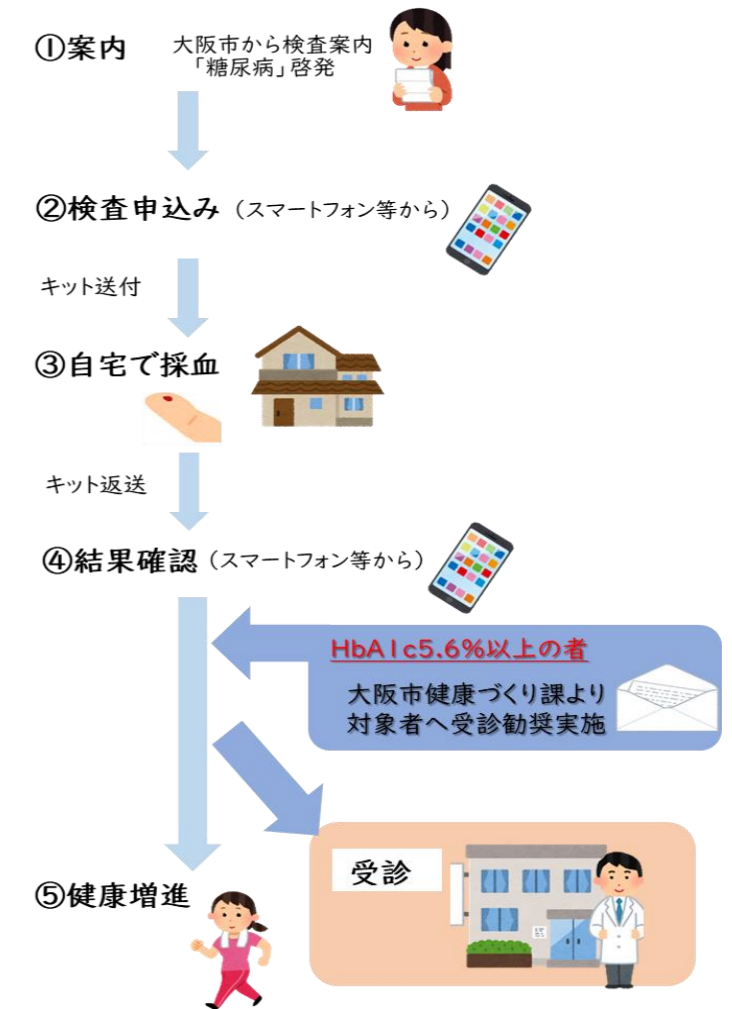 ①案内
大阪市から検査案内
「糖尿病」啓発
②検査申込み（スマートフォン等から）
キット送付
③自宅で採血
キット返送
④結果確認（スマートフォン等から）
HbA1c5.6%以上の者
大阪市健康づくり課より
対象者へ受診勧奨実施
受診
⑤健康増進